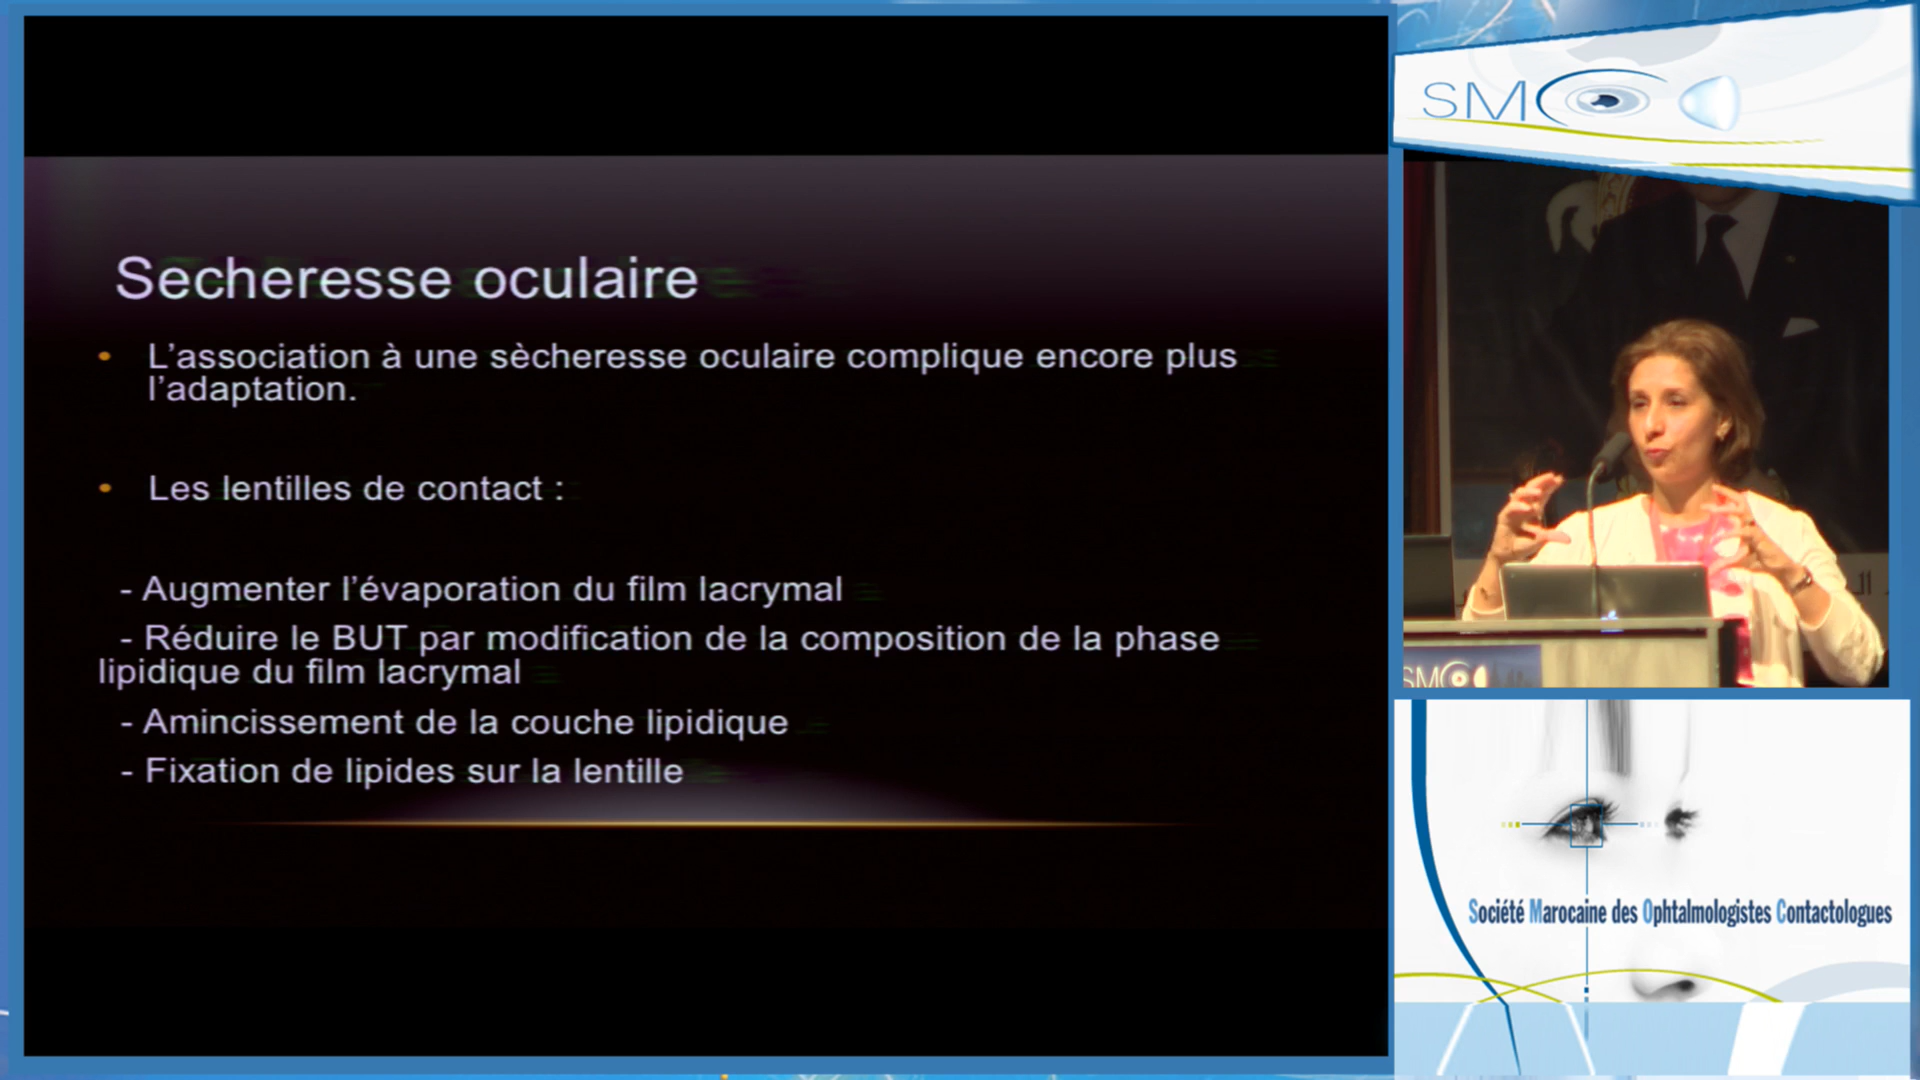 Secheresse oculaire
• L'association à une sècheresse oculaire complique encore plus
l'adaptation.
• Les lentilles de contact :
- Augmenter l'évaporation du film lacrymal
- Réduire le BUT par modification de la composition de la phase
lipidique du film lacrymal
- Amincissement de la couche lipidique
- Fixation de lipides sur la lentille
SMO
SMO
Société Marocaine des Ophtalmologistes Contactologues